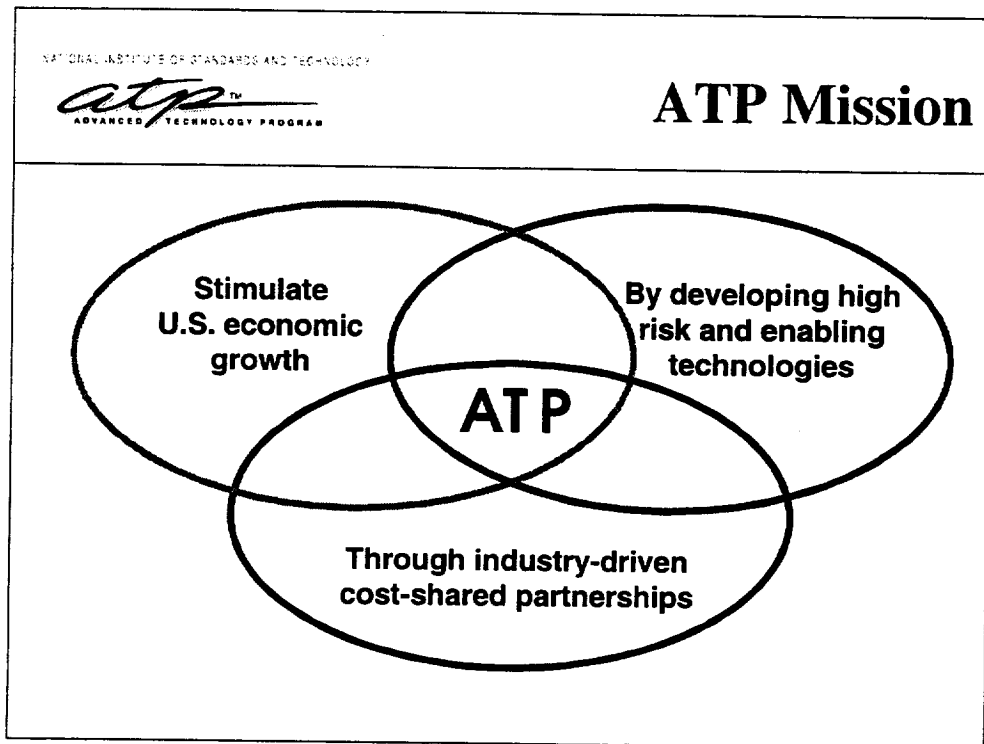 NATIONAL INSTITUTE OF STANDARDS AND TECHNOLOGY
atp™
ADVANCED TECHNOLOGY PROGRAM
ATP Mission
Stimulate
U.S. economic
growth
By developing high
risk and enabling
technologies
ATP
Through industry-driven
cost-shared partnerships